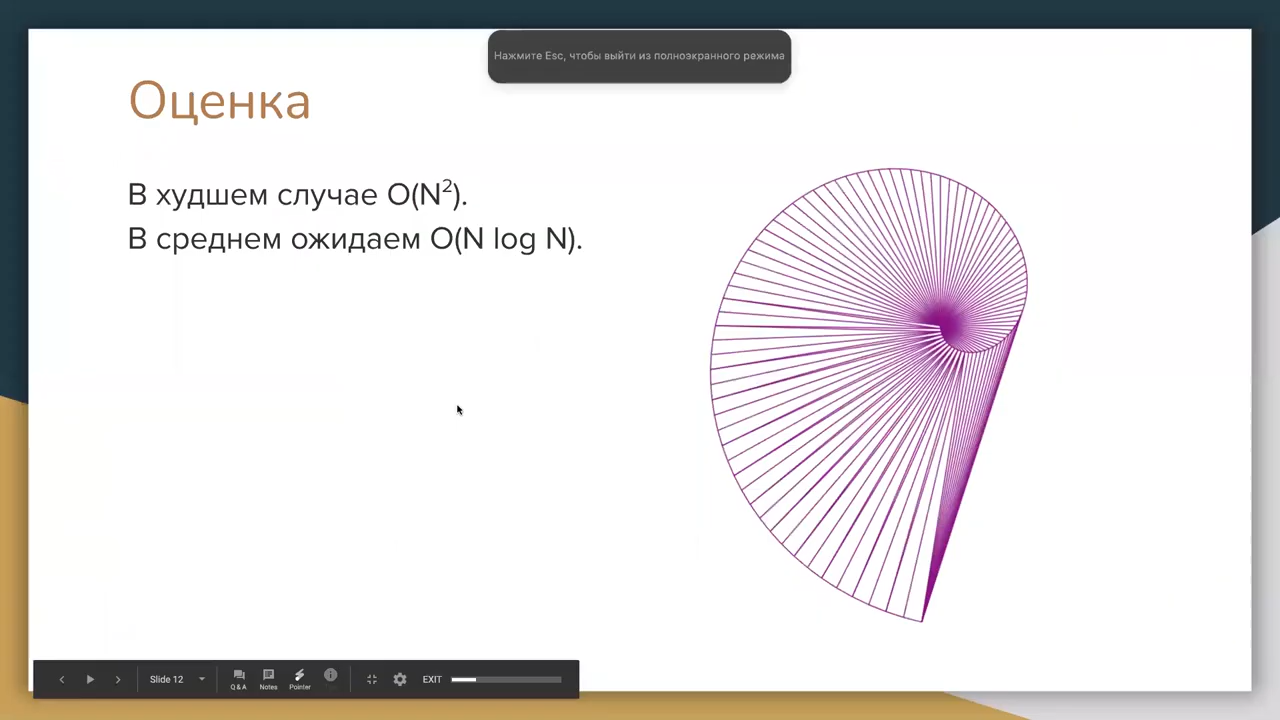 Нажмите Esc, чтобы выйти из полноэкранного режима
Оценка
В худшем случае O(N²).
В среднем ожидаем O(N log N).
Slide 12
Q&A
Notes
Pointer
EXIT